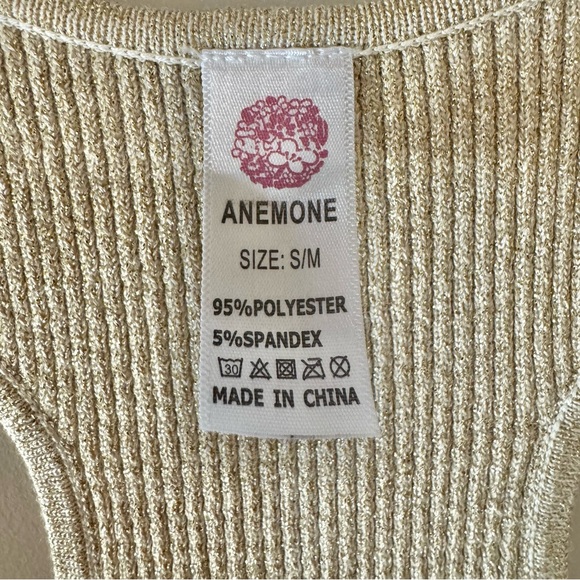 ANEMONE
SIZE: S/M
95%POLYESTER
5%SPANDEX
30
MADE IN CHINA